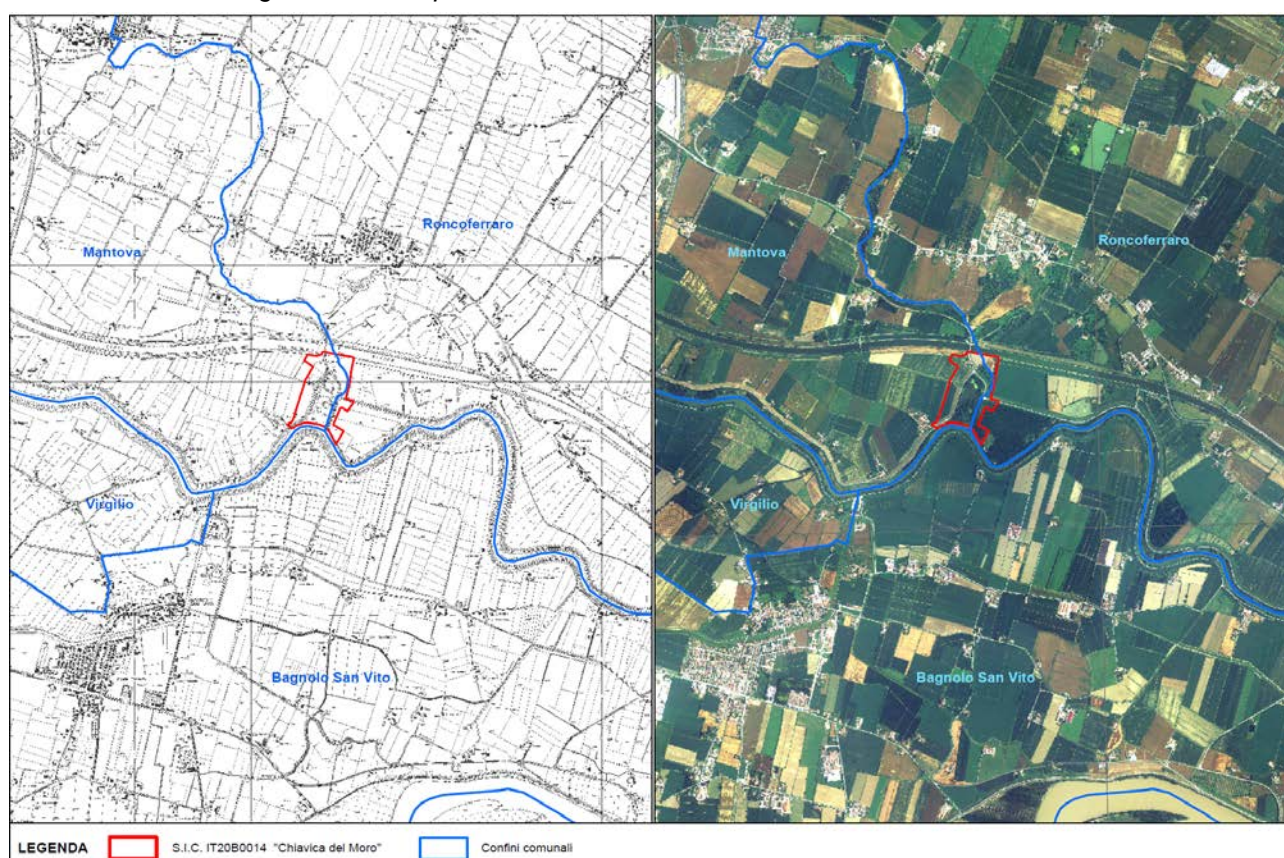 Mantova
Roncoferraro
Virgilio
Bagnolo San Vito
Mantova
Roncoferraro
Virgilio
Bagnolo San Vito
LEGENDA S.I.C. IT20B0014 "Chiavica del Moro" Confini comunali